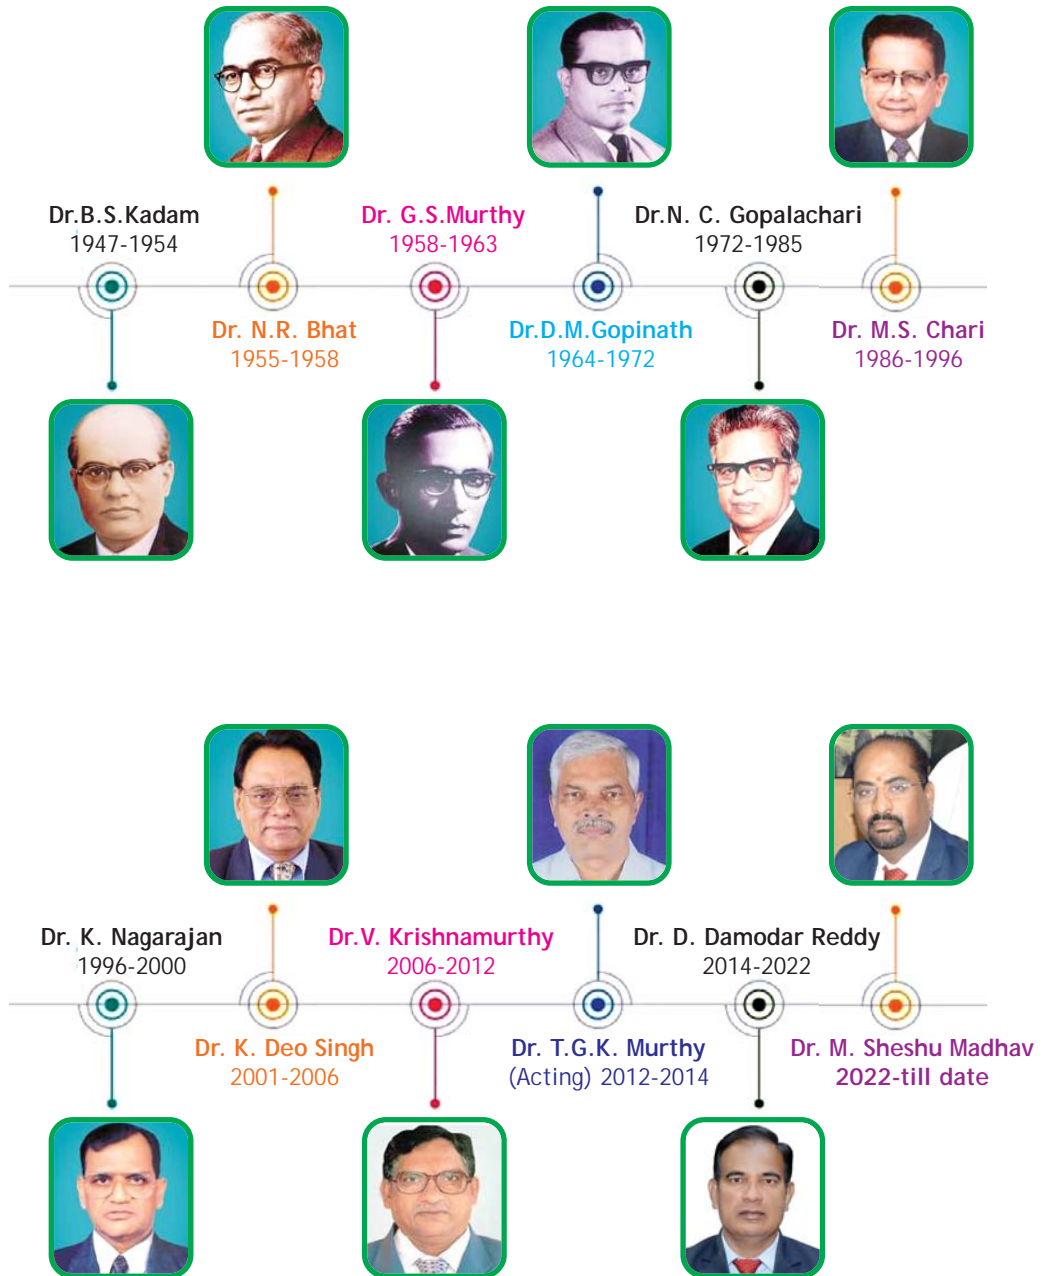 Dr.B.S.Kadam
1947-1954
Dr. G.S.Murthy
1958-1963
Dr.N. C. Gopalachari
1972-1985
Dr. N.R. Bhat
1955-1958
Dr.D.M.Gopinath
1964-1972
Dr. M.S. Chari
1986-1996
Dr. K. Nagarajan
1996-2000
Dr.V. Krishnamurthy
2006-2012
Dr. D. Damodar Reddy
2014-2022
Dr. K. Deo Singh
2001-2006
Dr. T.G.K. Murthy
(Acting) 2012-2014
Dr. M. Sheshu Madhav
2022-till date